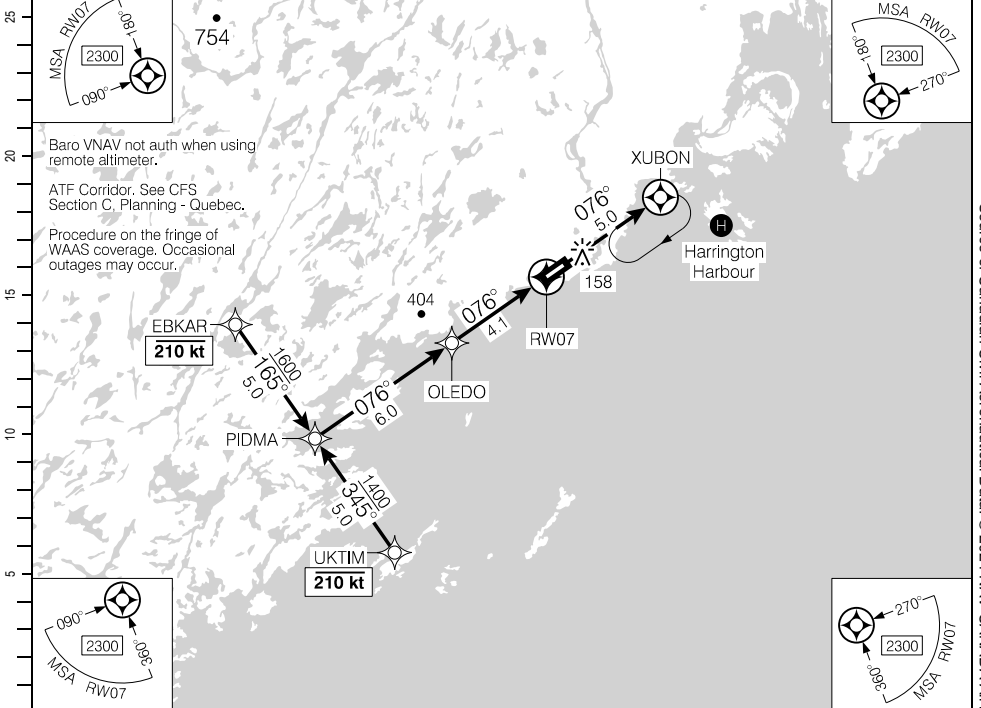 25
20
15
10
5
MSA RW07
180°
2300
090°
754
MSA RW07
180°
2300
270°
Baro VNAV not auth when using
remote altimeter.
ATF Corridor. See CFS
Section C, Planning - Quebec.
Procedure on the fringe of
WAAS coverage. Occasional
outages may occur.
XUBON
076°
5.0
H
Harrington
Harbour
158
RW07
404
076°
4.1
OLEDO
EBKAR
210 kt
1600
165°
5.0
076°
6.0
PIDMA
1400
345°
5.0
UKTIM
210 kt
090°
2300
360°
MSA RW07
270°
2300
360°
MSA RW07